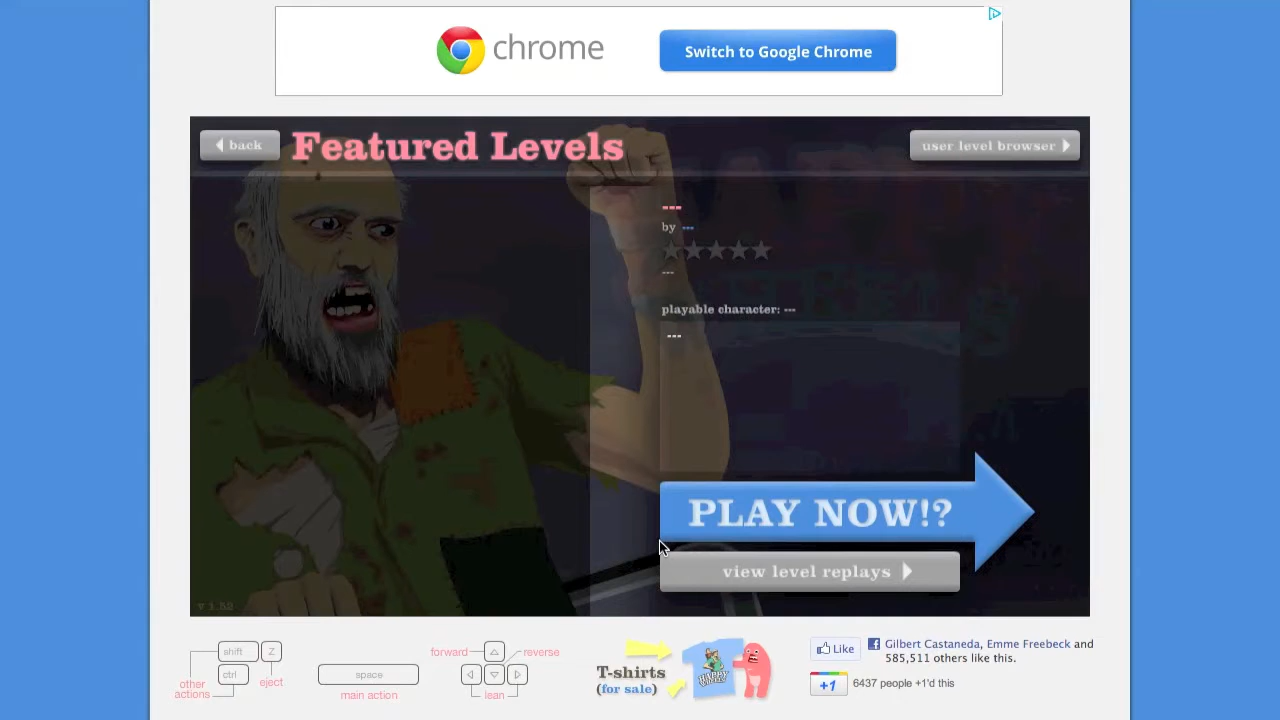 chrome
Switch to Google Chrome
back
Featured Levels
user level browser
---
by ---
---
playable character: ---
---
PLAY NOW!?
view level replays
v 1.52
shift
Z
ctrl
other
actions
eject
space
main action
forward
reverse
lean
T-shirts
(for sale)
Like
Gilbert Castaneda, Emme Freebeck and
585,511 others like this.
+1
6437 people +1'd this